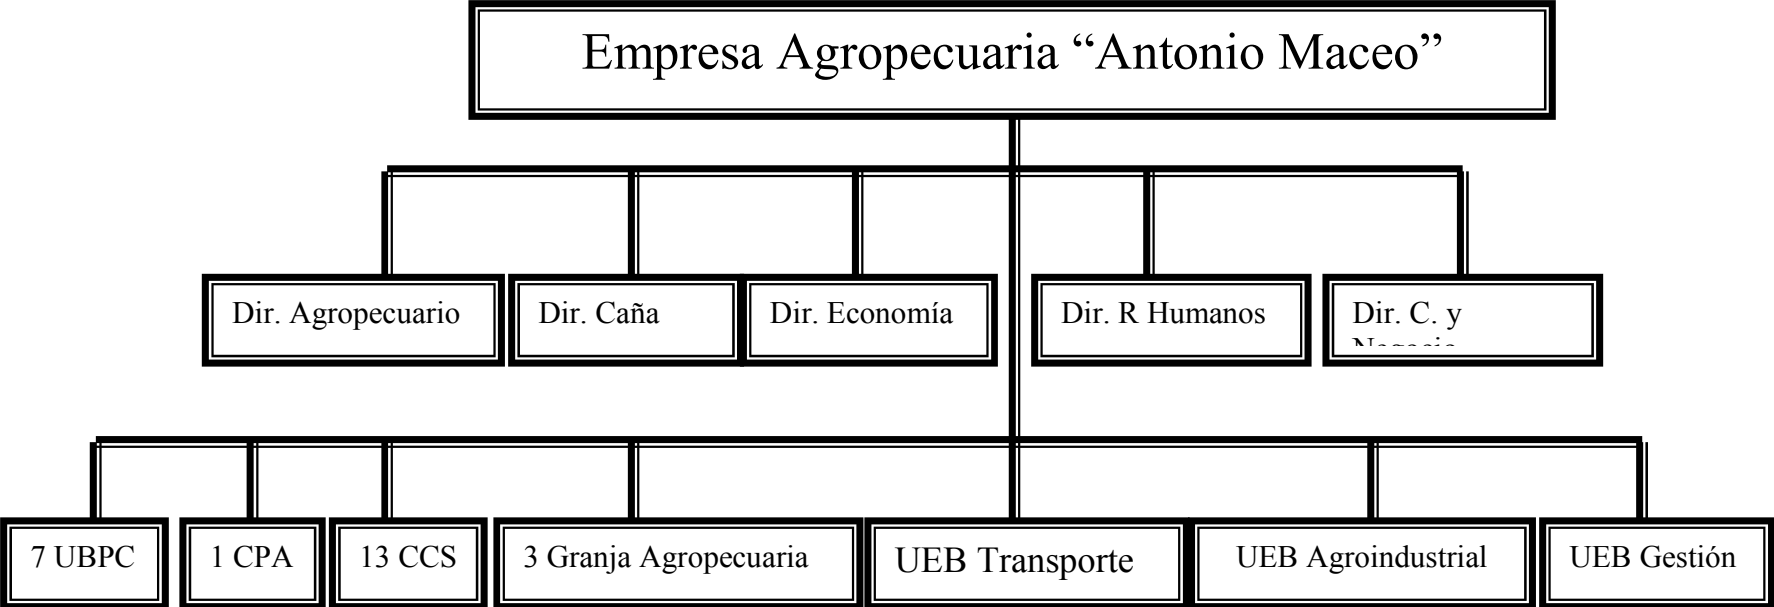 Empresa Agropecuaria “Antonio Maceo”
Dir. Agropecuario
Dir. Caña
Dir. Economía
Dir. R Humanos
Dir. C. y
7 UBPC
1 CPA
13 CCS
3 Granja Agropecuaria
UEB Transporte
UEB Agroindustrial
UEB Gestión